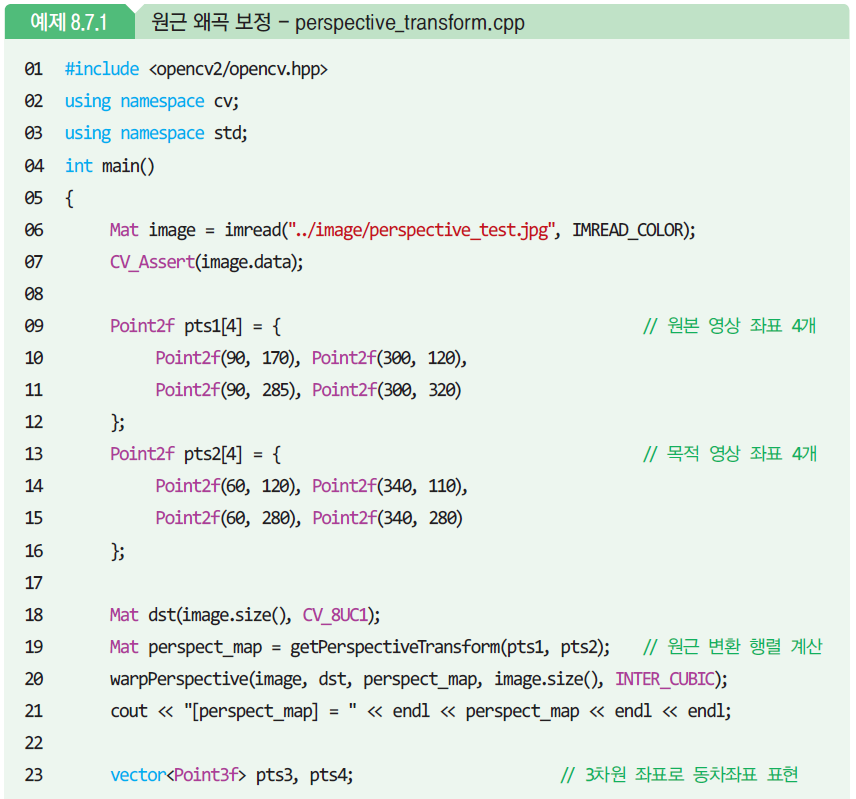 예제 8.7.1 원근 왜곡 보정 - perspective_transform.cpp
01 #include <opencv2/opencv.hpp>
02 using namespace cv;
03 using namespace std;
04 int main()
05 {
06 Mat image = imread("../image/perspective_test.jpg", IMREAD_COLOR);
07 CV_Assert(image.data);
08
09 Point2f pts1[4] = { // 원본 영상 좌표 4개
10 Point2f(90, 170), Point2f(300, 120),
11 Point2f(90, 285), Point2f(300, 320)
12 };
13 Point2f pts2[4] = { // 목적 영상 좌표 4개
14 Point2f(60, 120), Point2f(340, 110),
15 Point2f(60, 280), Point2f(340, 280)
16 };
17
18 Mat dst(image.size(), CV_8UC1);
19 Mat perspect_map = getPerspectiveTransform(pts1, pts2); // 원근 변환 행렬 계산
20 warpPerspective(image, dst, perspect_map, image.size(), INTER_CUBIC);
21 cout << "[perspect_map] = " << endl << perspect_map << endl << endl;
22
23 vector<Point3f> pts3, pts4; // 3차원 좌표로 동차좌표 표현